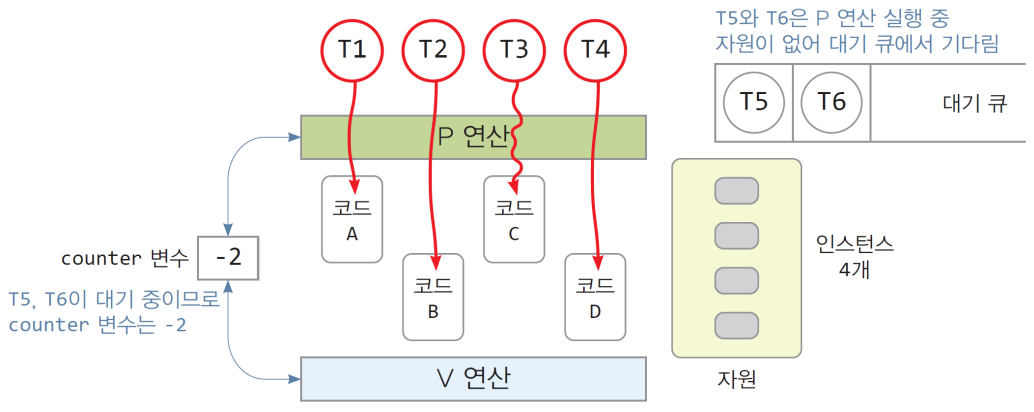 T5와 T6은 P 연산 실행 중
자원이 없어 대기 큐에서 기다림
T1
T2
T3
T4
T5
T6
대기 큐
P 연산
코드
A
코드
C
코드
B
코드
D
counter 변수
-2
T5, T6이 대기 중이므로
counter 변수는 -2
인스턴스
4개
자원
V 연산